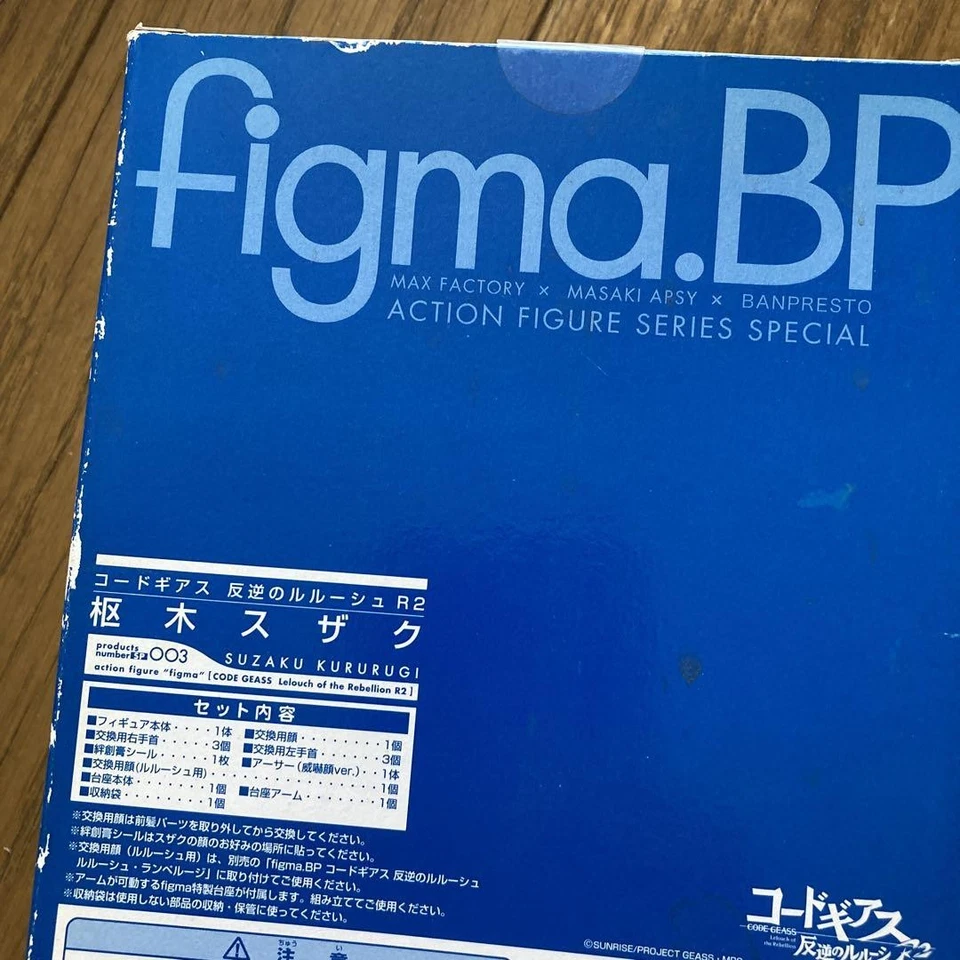 figma.BP
MAX FACTORY × MASAKI APSY × BANPRESTO
ACTION FIGURE SERIES SPECIAL
コードギアス 反逆のルルーシュ R2
枢木スザク
products number SP 003 SUZAKU KURURUGI
action figure "figma" [CODE GEASS Lelouch of the Rebellion R2]
セット内容
■フィギュア本体・・・・・1体 ■交換用顔・・・・・・・1個
■交換用右手首・・・・・3個 ■交換用左手首・・・・・3個
■絆創膏シール・・・・・1枚 ■アーサー(威嚇顔ver.)・・1体
■交換用顔(ルルーシュ用)・・・・・・・・・・・・・・1個
■台座本体・・・・・・・1個 ■台座アーム・・・・・・1個
■収納袋・・・・・・・・1個
※交換用顔は前髪パーツを取り外してから交換してください。
※絆創膏シールはスザクの顔のお好みの場所に貼ってください。
※交換用顔(ルルーシュ用)は、別売の「figma.BP コードギアス 反逆のルルーシュ
ルルーシュ・ランペルージ」に取り付けてご使用ください。
※アームが可動するfigma特製台座が付属します。組み立ててご使用ください。
※収納袋は使用しない部品の収納・保管に使ってください。
⚠ 注意
ちゅう い
©SUNRISE/PROJECT GEASS・MBS
コードギアス
CODE GEASS
Lelouch of
the Rebellion
反逆のルルーシュ R2